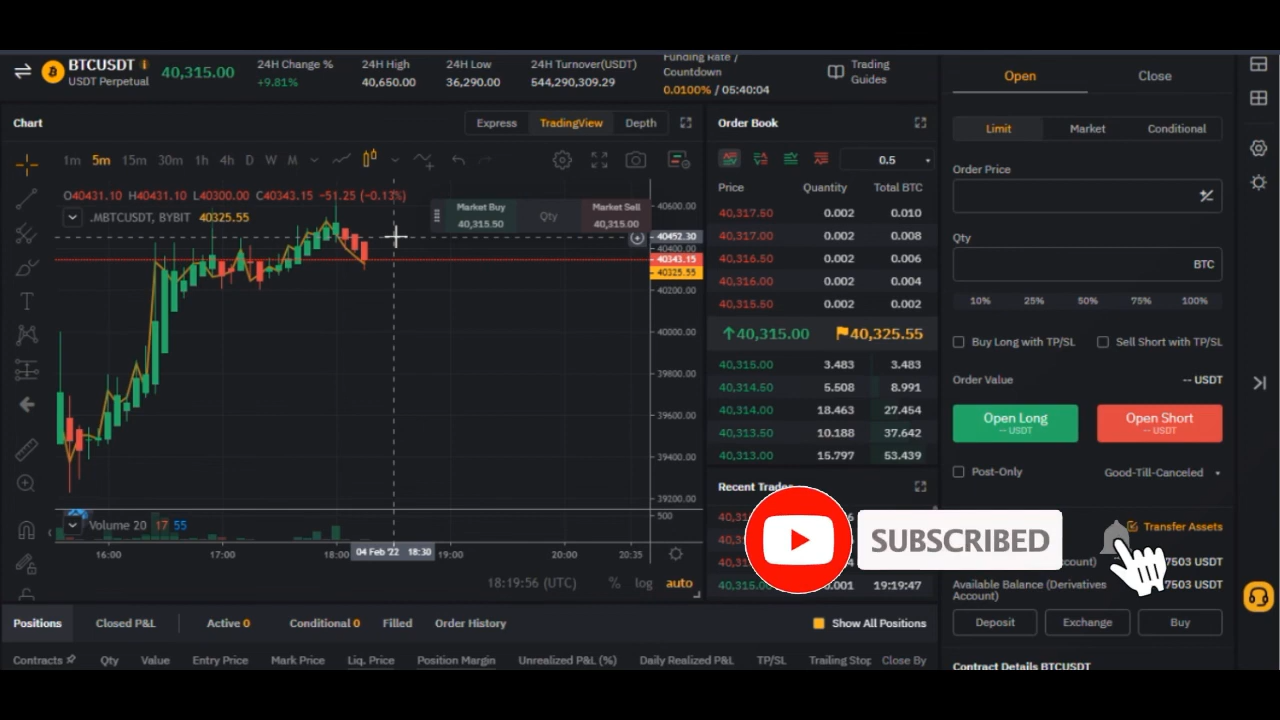 BTCUSDT
USDT Perpetual
40,315.00
24H Change %
+9.81%
24H High
40,650.00
24H Low
36,290.00
24H Turnover(USDT)
544,290,309.29
Funding Rate /
Countdown
0.0100% / 05:40:04
Trading
Guides
Open
Close
Chart
Express
TradingView
Depth
Order Book
Limit
Market
Conditional
1m 5m 15m 30m 1h 4h D W M
0.5
Order Price
O40431.10 H40431.10 L40300.00 C40343.15 -51.25 (-0.13%)
.MBTCUSDT, BYBIT 40325.55
Market Buy
40,315.50
Qty
Market Sell
40,315.00
40600.00
40452.30
40400.00
40343.15
40325.55
40200.00
40000.00
39800.00
39600.00
39400.00
39200.00
Price Quantity Total BTC
40,317.50 0.002 0.010
40,317.00 0.002 0.008
40,316.50 0.002 0.006
40,316.00 0.002 0.004
40,315.50 0.002 0.002
40,315.00 40,325.55
40,315.00 3.483 3.483
40,314.50 5.508 8.991
40,314.00 18.463 27.454
40,313.50 10.188 37.642
40,313.00 15.797 53.439
Qty
BTC
10% 25% 50% 75% 100%
Buy Long with TP/SL
Sell Short with TP/SL
Order Value
-- USDT
Open Long
-- USDT
Open Short
-- USDT
Post-Only
Good-Till-Canceled
Volume 20 17 55
500
16:00 17:00 18:00 04 Feb '22 18:30 19:00 20:00 20:35
18:19:56 (UTC) % log auto
Recent
40,315.00 .001 19:19:47
SUBSCRIBED
Transfer Assets
7503 USDT
Available Balance (Derivatives
Account)
7503 USDT
Deposit
Exchange
Buy
Positions
Closed P&L
Active 0
Conditional 0
Filled
Order History
Show All Positions
Contracts Qty Value Entry Price Mark Price Liq. Price Position Margin Unrealized P&L (%) Daily Realized P&L TP/SL Trailing Stop Close By
Contract Details BTCUSDT